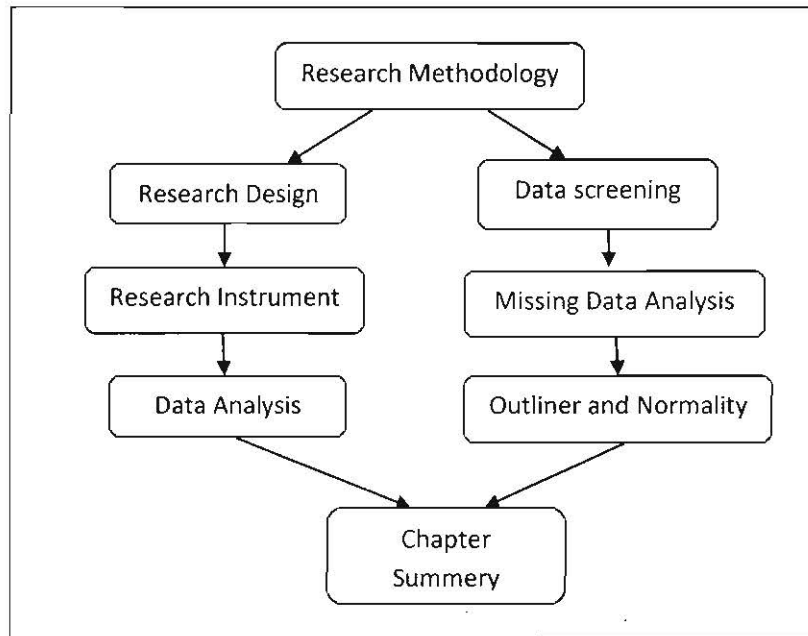 Research Methodology
Research Design
Data screening
Research Instrument
Missing Data Analysis
Data Analysis
Outliner and Normality
Chapter
Summery